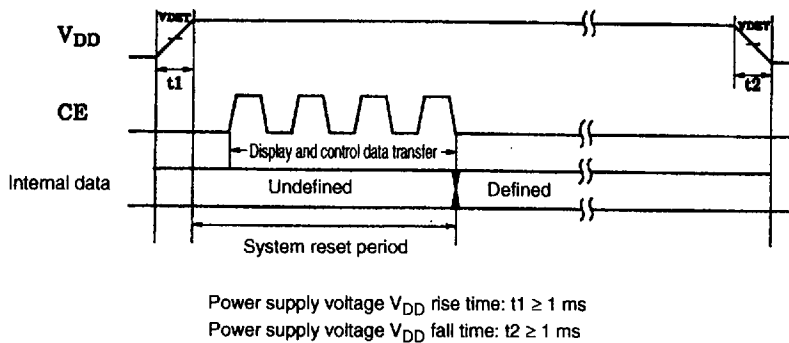 VDET VDET
VDD
t1 t2
CE
Display and control data transfer
Internal data Undefined Defined
System reset period
Power supply voltage VDD rise time: t1 ≥ 1 ms
Power supply voltage VDD fall time: t2 ≥ 1 ms